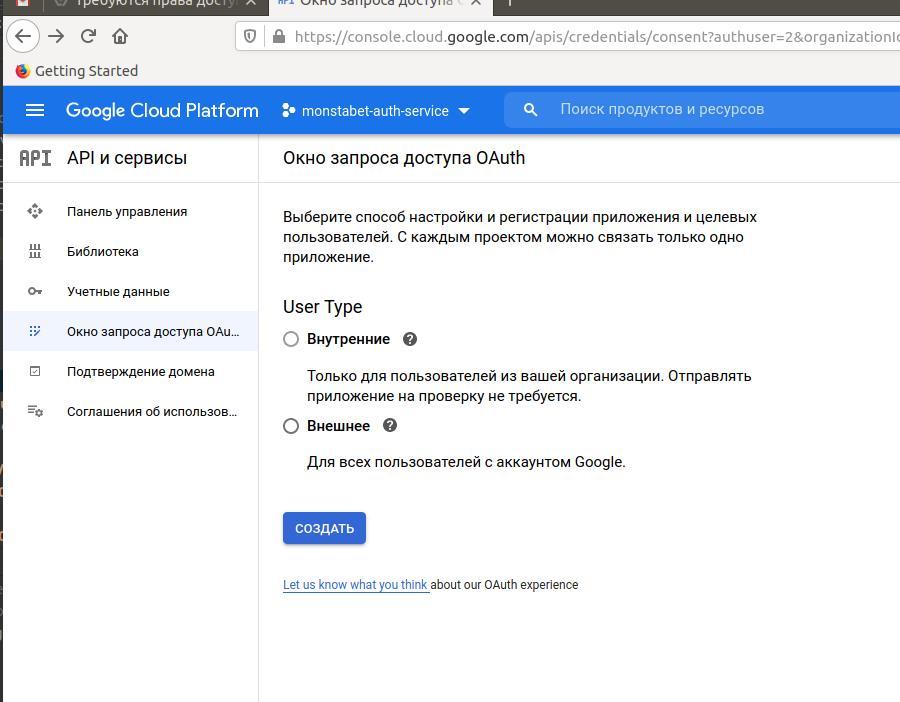 Требуются права досту
Окно запроса доступа
https://console.cloud.google.com/apis/credentials/consent?authuser=2&organizationId
Getting Started
Google Cloud Platform
monstabet-auth-service
Поиск продуктов и ресурсов
API
API и сервисы
Окно запроса доступа OAuth
Панель управления
Библиотека
Учетные данные
Окно запроса доступа OAu...
Подтверждение домена
Соглашения об использов...
Выберите способ настройки и регистрации приложения и целевых
пользователей. С каждым проектом можно связать только одно
приложение.
User Type
Внутренние
Только для пользователей из вашей организации. Отправлять
приложение на проверку не требуется.
Внешнее
Для всех пользователей с аккаунтом Google.
СОЗДАТЬ
Let us know what you think about our OAuth experience